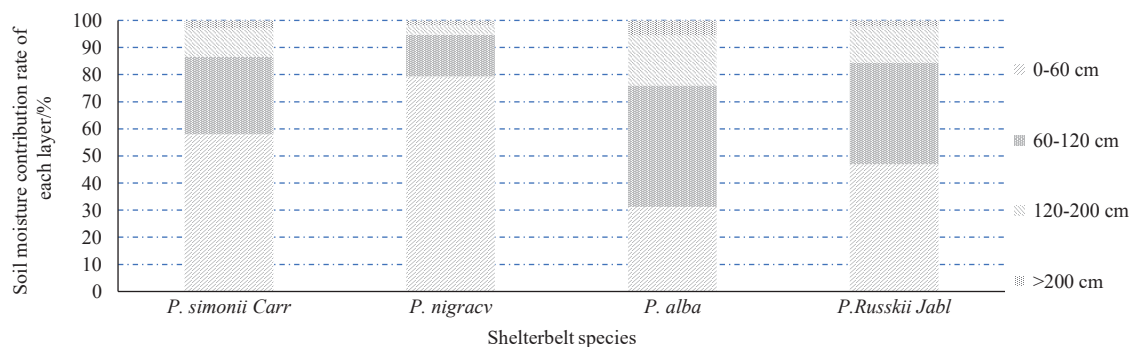 Soil moisture contribution rate of
each layer/%
100
90
80
70
60
50
40
30
20
10
0
P. simonii Carr
P. nigracv
P. alba
P.Russkii Jabl
Shelterbelt species
0-60 cm
60-120 cm
120-200 cm
>200 cm